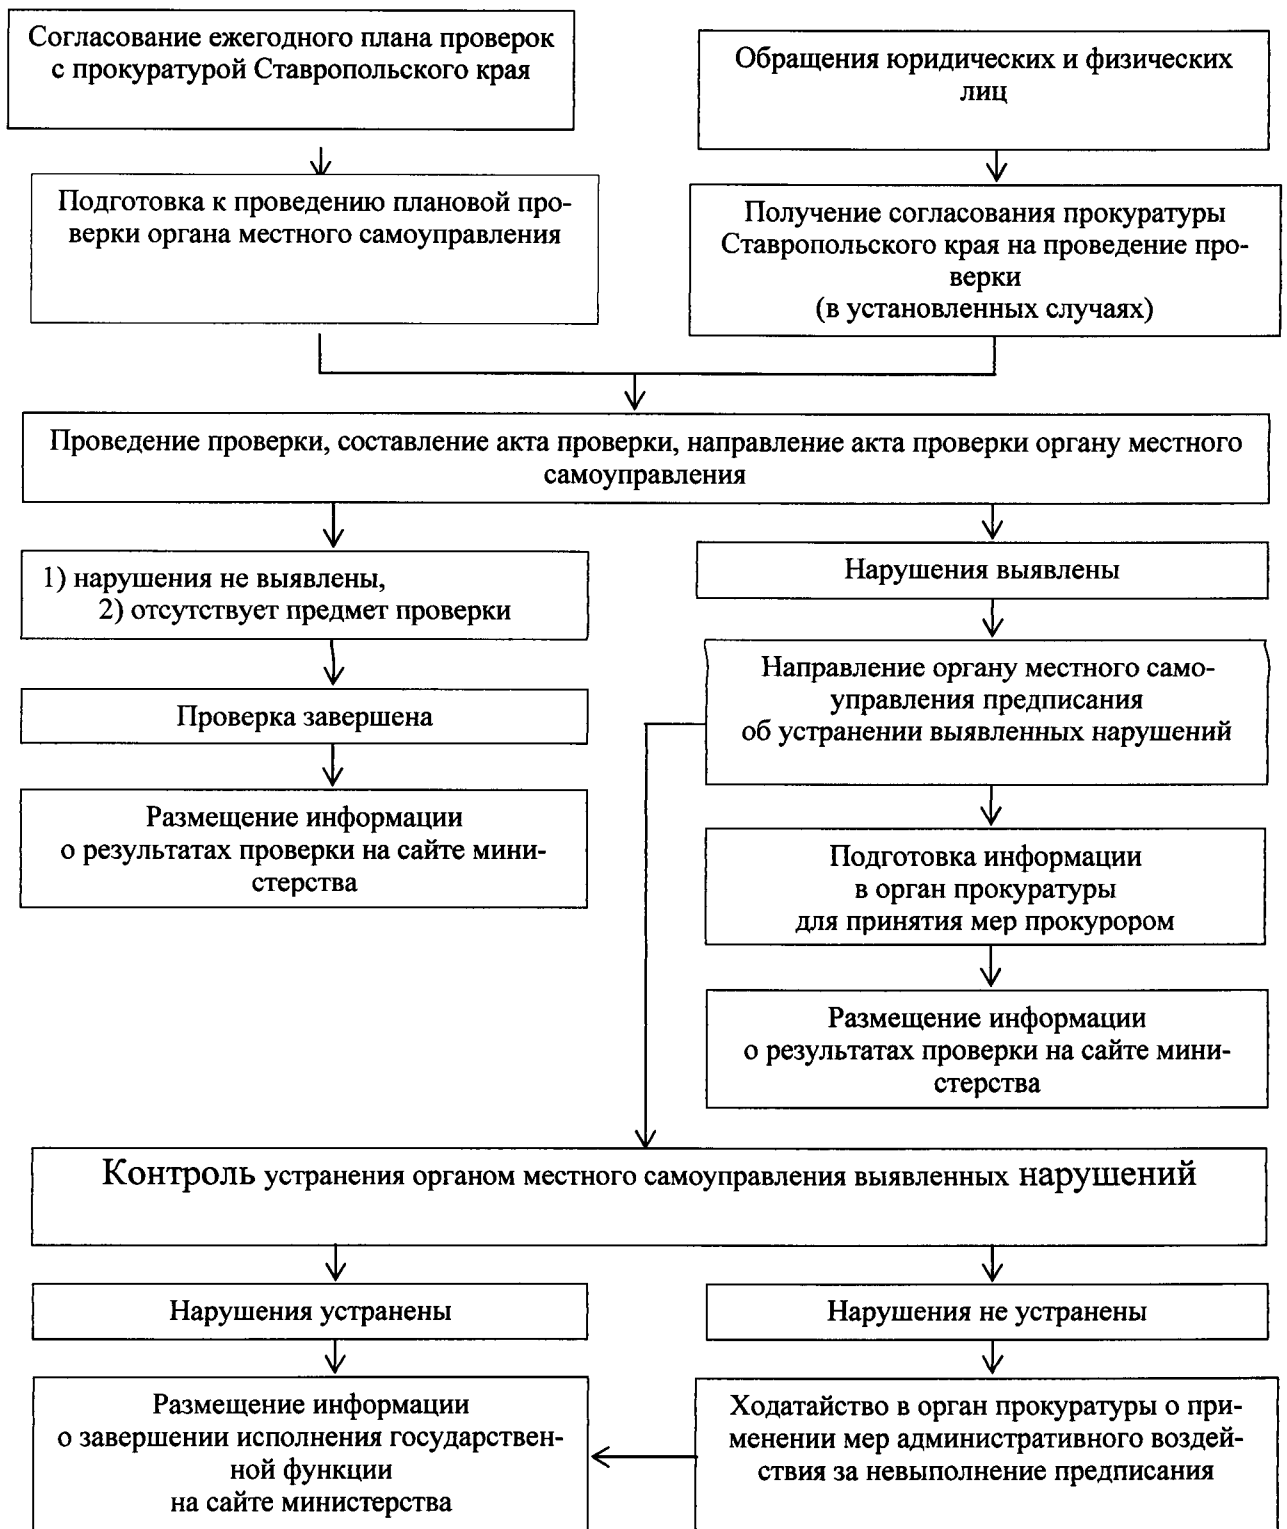 Согласование ежегодного плана проверок
с прокуратурой Ставропольского края
Обращения юридических и физических
лиц
Подготовка к проведению плановой про-
верки органа местного самоуправления
Получение согласования прокуратуры
Ставропольского края на проведение про-
верки
(в установленных случаях)
Проведение проверки, составление акта проверки, направление акта проверки органу местного
самоуправления
1) нарушения не выявлены,
2) отсутствует предмет проверки
Нарушения выявлены
Проверка завершена
Направление органу местного само-
управления предписания
об устранении выявленных нарушений
Размещение информации
о результатах проверки на сайте мини-
стерства
Подготовка информации
в орган прокуратуры
для принятия мер прокурором
Размещение информации
о результатах проверки на сайте мини-
стерства
Контроль устранения органом местного самоуправления выявленных нарушений
Нарушения устранены
Нарушения не устранены
Размещение информации
о завершении исполнения государствен-
ной функции
на сайте министерства
Ходатайство в орган прокуратуры о при-
менении мер административного воздей-
ствия за невыполнение предписания